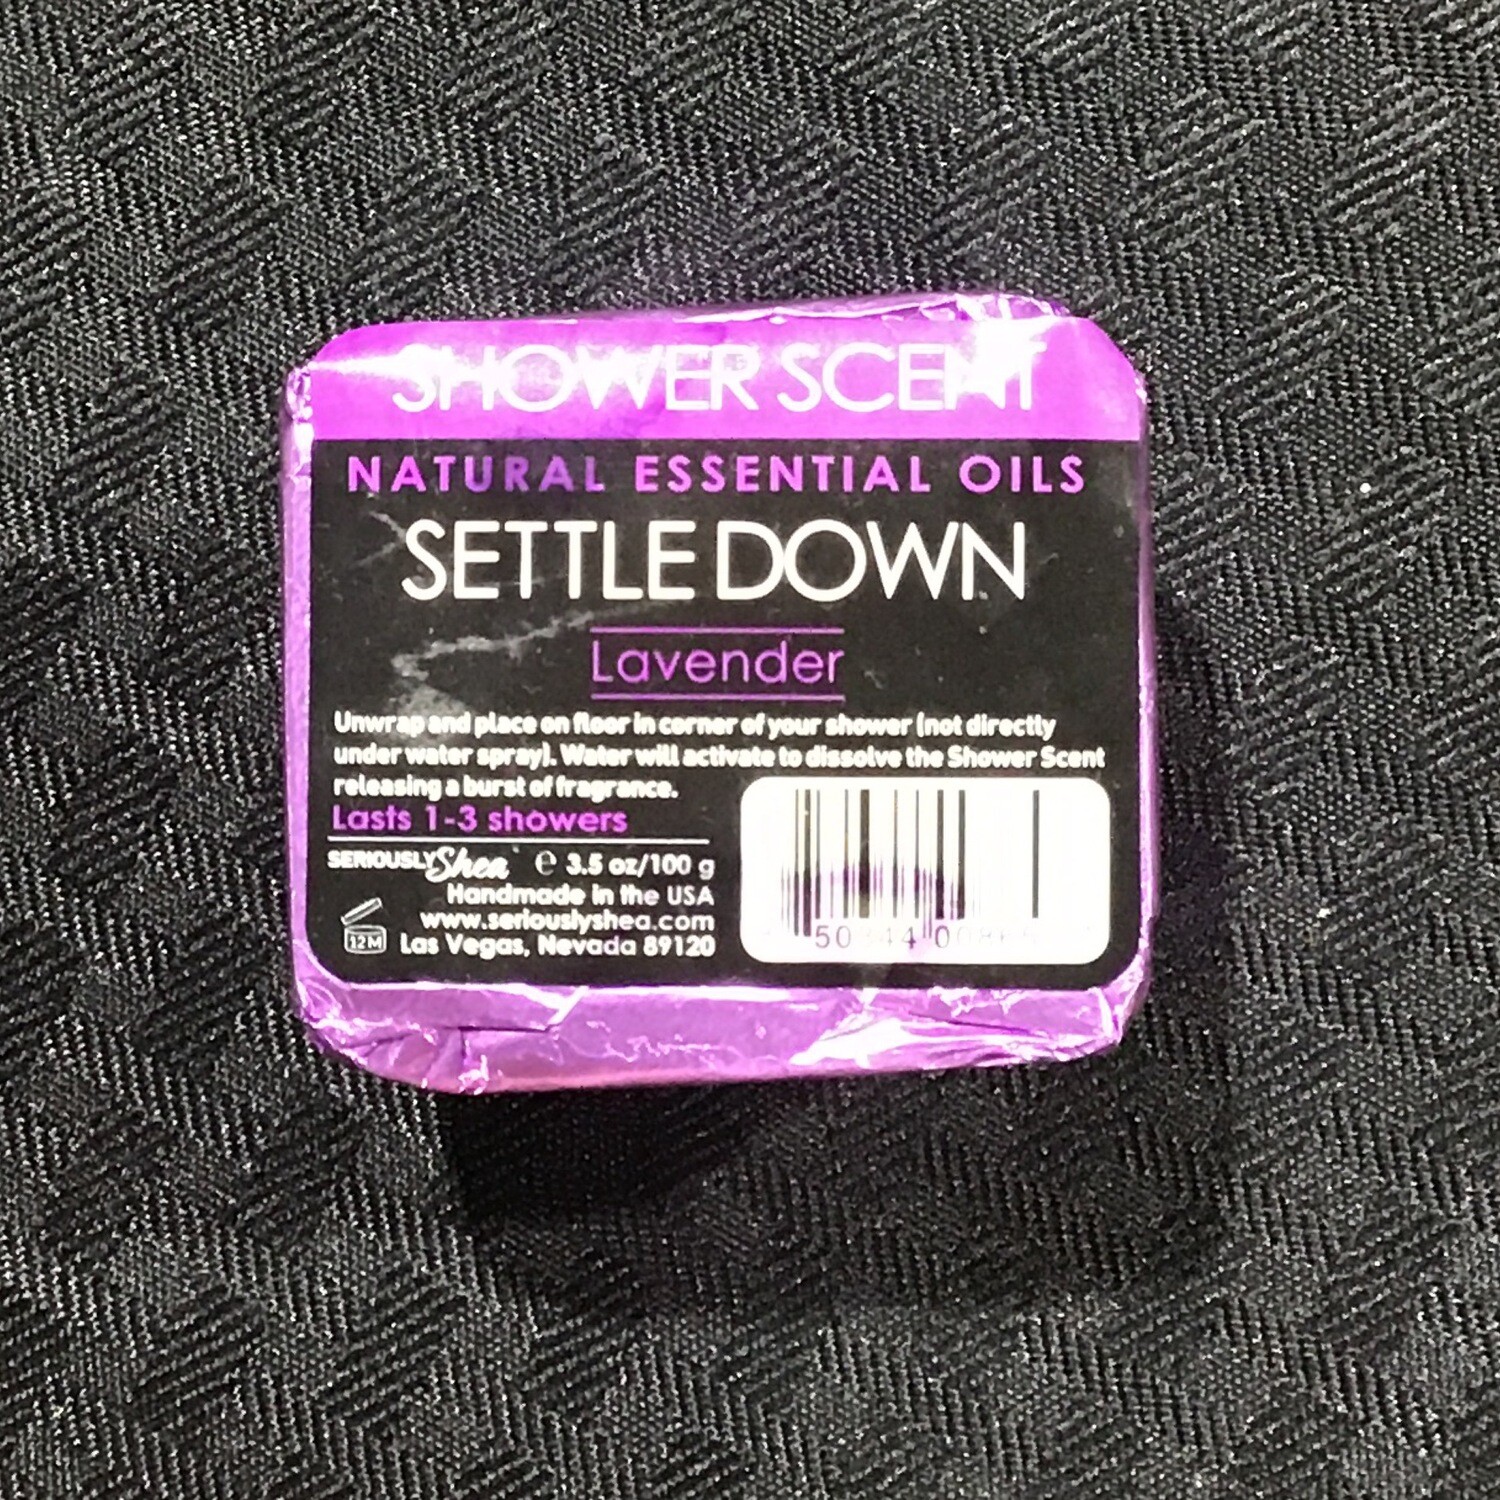 SHOWER SCENT
NATURAL ESSENTIAL OILS
SETTLE DOWN
Lavender
Unwrap and place on floor in corner of your shower (not directly
under water spray). Water will activate to dissolve the Shower Scent
releasing a burst of fragrance.
Lasts 1-3 showers
SERIOUSLY Shea ℮ 3.5 oz/100 g
Handmade in the USA
www.seriouslyshea.com
12M Las Vegas, Nevada 89120